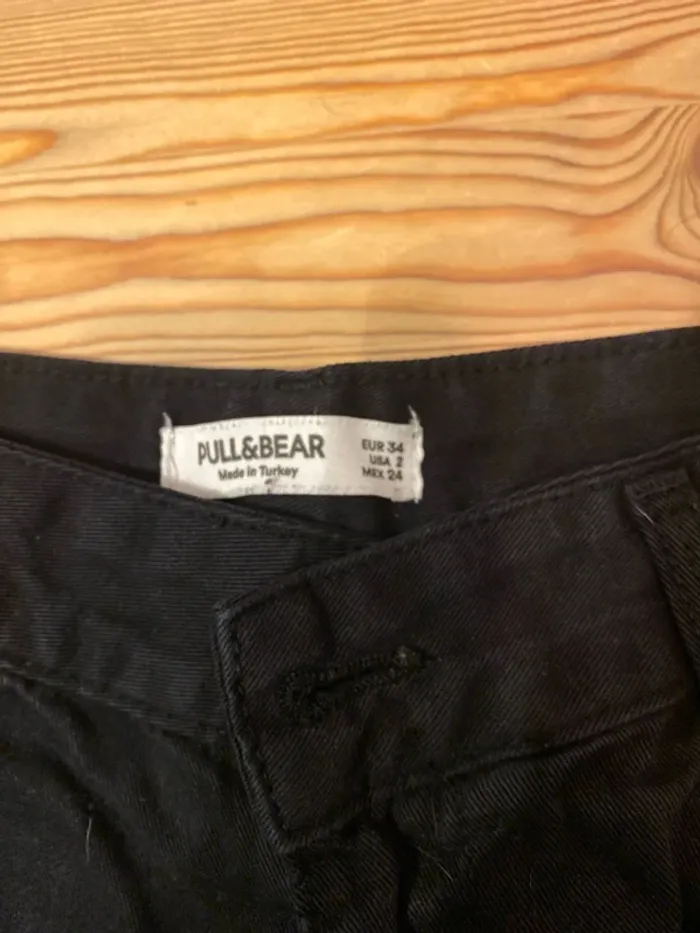 PULL&BEAR
Made in Turkey
EUR 34
USA 2
MEX 24